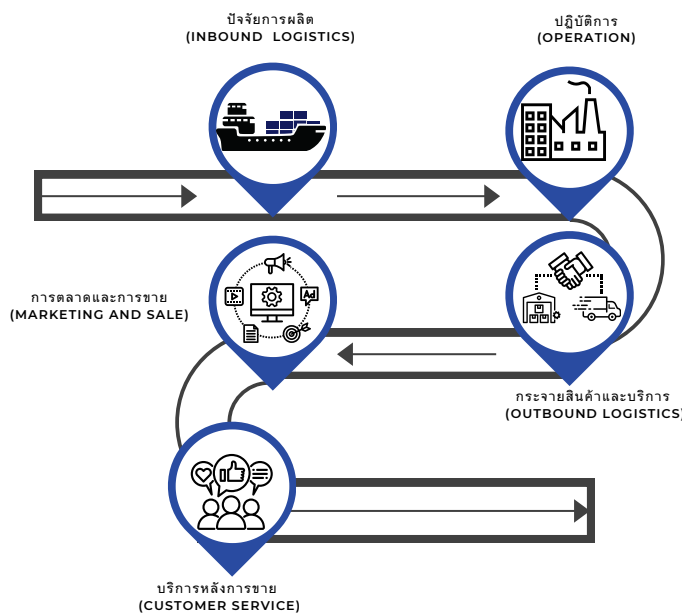 ปัจจัยการผลิต
(INBOUND LOGISTICS)
ปฏิบัติการ
(OPERATION)
การตลาดและการขาย
(MARKETING AND SALE)
Ad
กระจายสินค้าและบริการ
(OUTBOUND LOGISTICS)
บริการหลังการขาย
(CUSTOMER SERVICE)